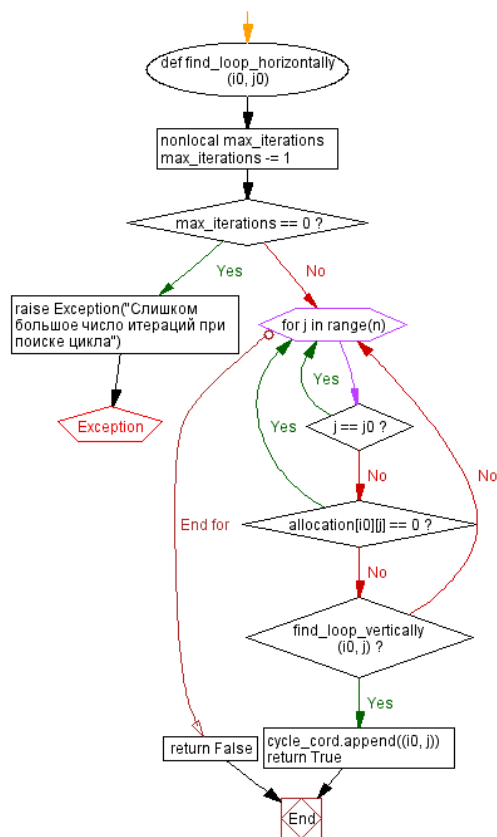 def find_loop_horizontally
(i0, j0)
nonlocal max_iterations
max_iterations -= 1
max_iterations == 0 ?
Yes
No
raise Exception("Слишком
большое число итераций при
поиске цикла")
Exception
for j in range(n)
Yes
j == j0 ?
Yes
No
No
allocation[i0][j] == 0 ?
End for
No
find_loop_vertically
(i0, j) ?
Yes
return False
cycle_cord.append((i0, j))
return True
End